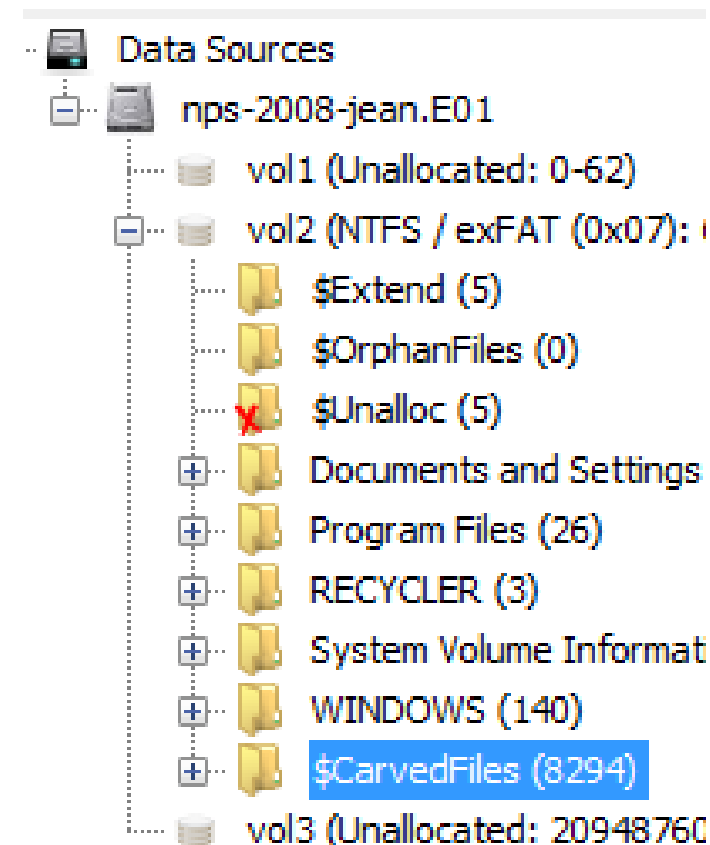 Data Sources
nps-2008-jean.E01
vol1 (Unallocated: 0-62)
vol2 (NTFS / exFAT (0x07):
$Extend (5)
$OrphanFiles (0)
$Unalloc (5)
Documents and Settings
Program Files (26)
RECYCLER (3)
System Volume Informati
WINDOWS (140)
$CarvedFiles (8294)
vol3 (Unallocated: 20948760